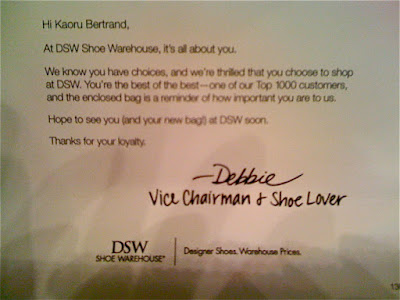 Hi Kaoru Bertrand,
At DSW Shoe Warehouse, it's all about you.
We know you have choices, and we're thrilled that you choose to shop
at DSW. You're the best of the best—one of our Top 1000 customers,
and the enclosed bag is a reminder of how important you are to us.
Hope to see you (and your new bag!) at DSW soon.
Thanks for your loyalty.
—Debbie
Vice Chairman & Shoe Lover
DSW
SHOE WAREHOUSE
Designer Shoes. Warehouse Prices.